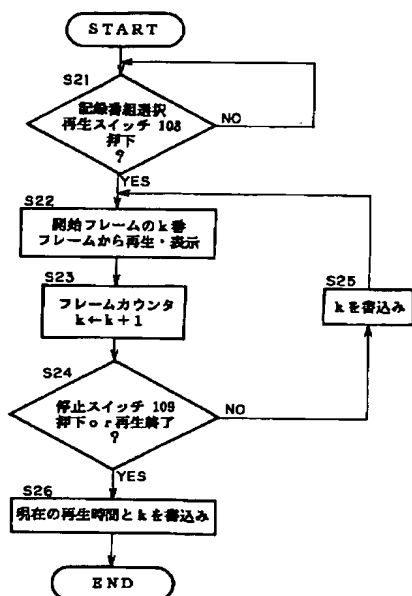 START
S21
記録番組選択
再生スイッチ 108
押下
?
NO
YES
S22
開始フレームのk番
フレームから再生・表示
S23
フレームカウンタ
k←k+1
S25
kを書込み
S24
停止スイッチ 109
押下or再生終了
?
NO
YES
S26
現在の再生時間とkを書込み
END